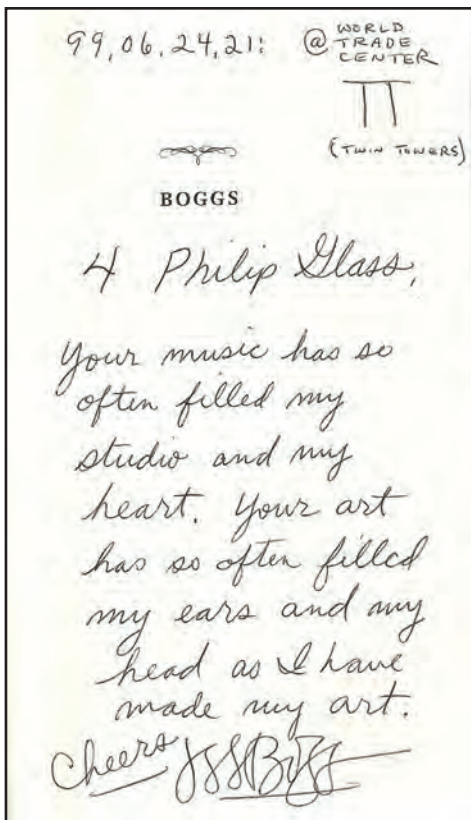 99,06.24,21:
@ WORLD
TRADE
CENTER
(TWIN TOWERS)
BOGGS
4 Philip Glass,
Your music has so
often filled my
studio and my
heart. Your art
has so often filled
my ears and my
head as I have
made my art.
Cheers JSG Boggs